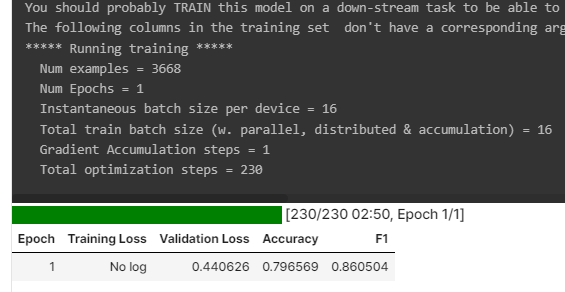 You should probably TRAIN this model on a down-stream task to be able to
The following columns in the training set  don't have a corresponding arg
***** Running training *****
  Num examples = 3668
  Num Epochs = 1
  Instantaneous batch size per device = 16
  Total train batch size (w. parallel, distributed & accumulation) = 16
  Gradient Accumulation steps = 1
  Total optimization steps = 230
[230/230 02:50, Epoch 1/1]
Epoch Training Loss Validation Loss Accuracy F1
1 No log 0.440626 0.796569 0.860504